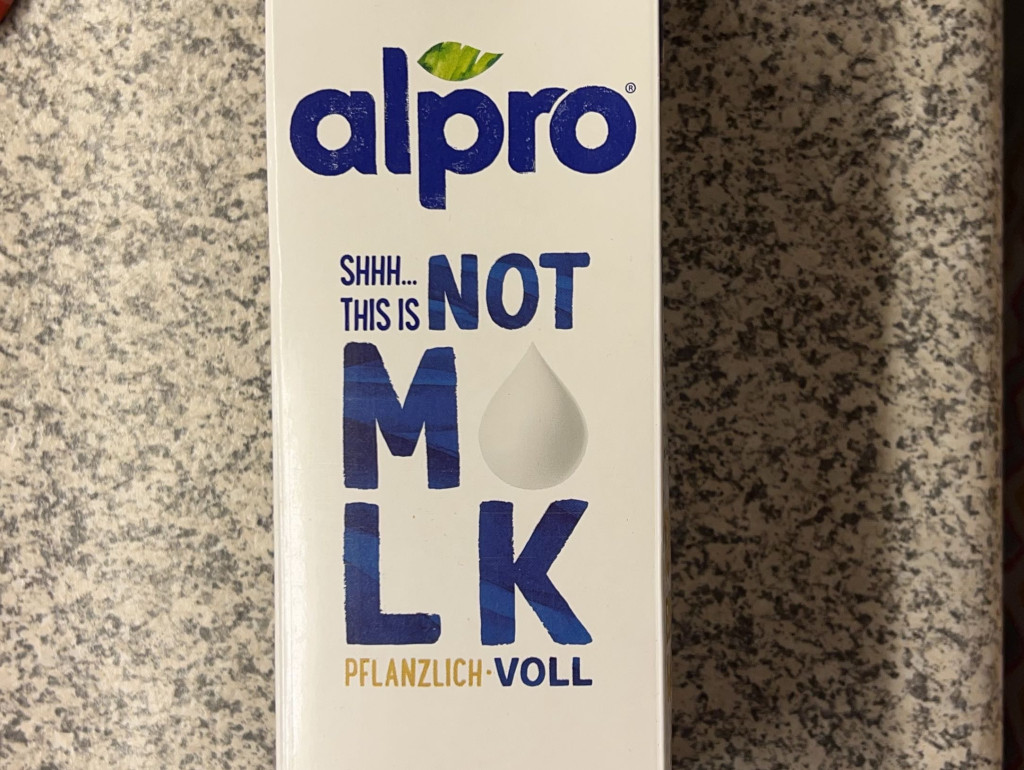 alpro®
SHHH...
THIS IS NOT
M LK
PFLANZLICH·VOLL